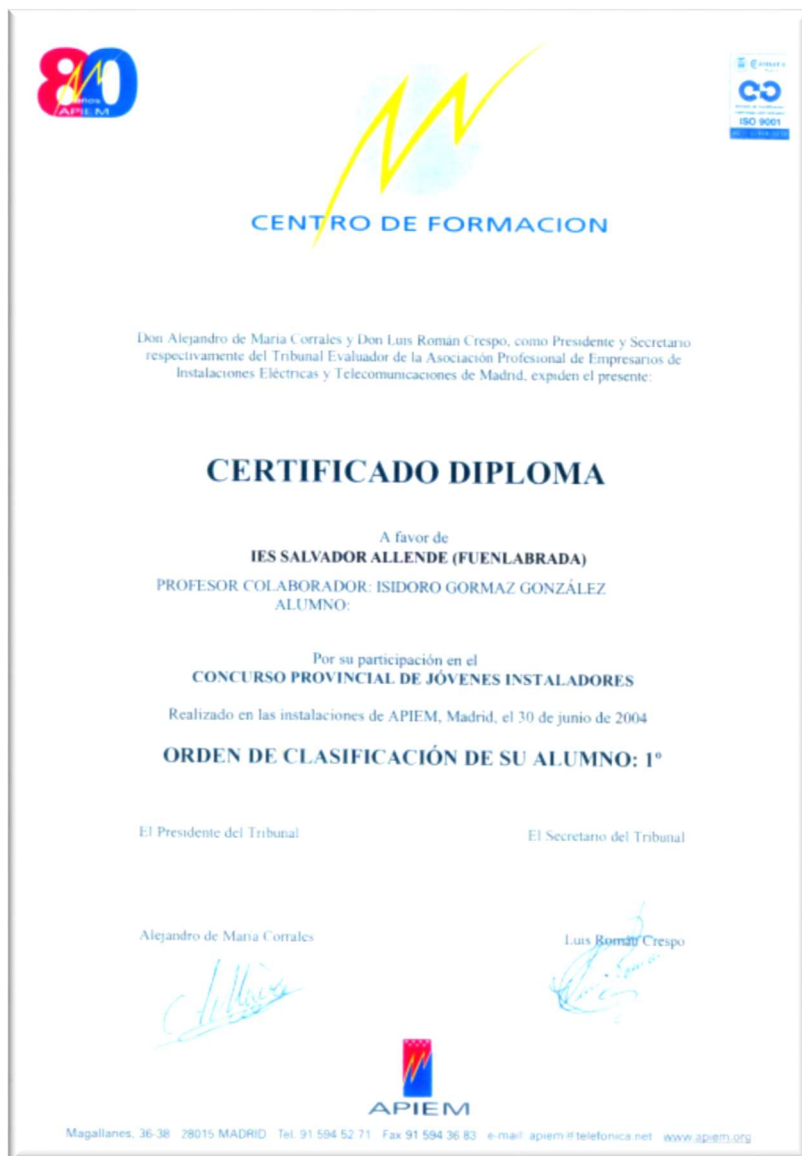 80
años
APIEM
Cámara
ISO 9001
CENTRO DE FORMACION
Don Alejandro de Maria Corrales y Don Luis Román Crespo, como Presidente y Secretario
respectivamente del Tribunal Evaluador de la Asociación Profesional de Empresarios de
Instalaciones Eléctricas y Telecomunicaciones de Madrid, expiden el presente:
CERTIFICADO DIPLOMA
A favor de
IES SALVADOR ALLENDE (FUENLABRADA)
PROFESOR COLABORADOR: ISIDORO GORMAZ GONZÁLEZ
ALUMNO:
Por su participación en el
CONCURSO PROVINCIAL DE JÓVENES INSTALADORES
Realizado en las instalaciones de APIEM, Madrid, el 30 de junio de 2004
ORDEN DE CLASIFICACIÓN DE SU ALUMNO: 1º
El Presidente del Tribunal
El Secretario del Tribunal
Alejandro de Maria Corrales
Luis Román Crespo
APIEM
Magallanes, 36-38 28015 MADRID Tel. 91 594 52 71 Fax 91 594 36 83 e-mail: apiem@telefonica.net www.apiem.org